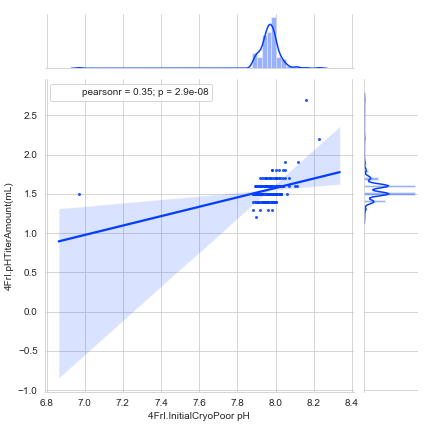 pearsonr = 0.35; p = 2.9e-08
2.5
2.0
1.5
1.0
0.5
0.0
−0.5
−1.0
4FrI.pHTiterAmount(mL)
6.8 7.0 7.2 7.4 7.6 7.8 8.0 8.2 8.4
4FrI.InitialCryoPoor pH